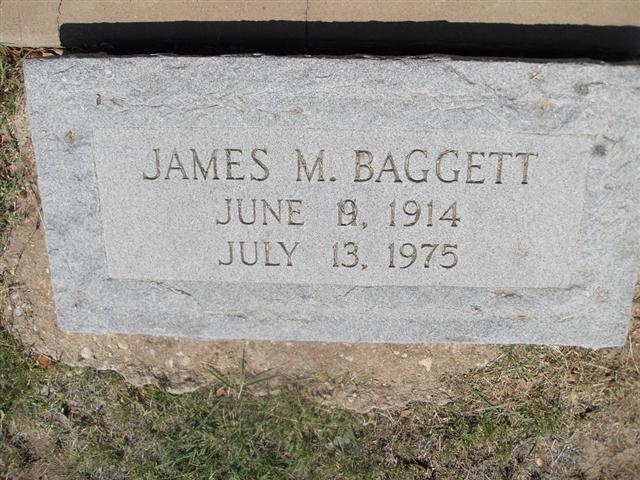 JAMES M. BAGGETT
JUNE 1914
JULY 13, 1975